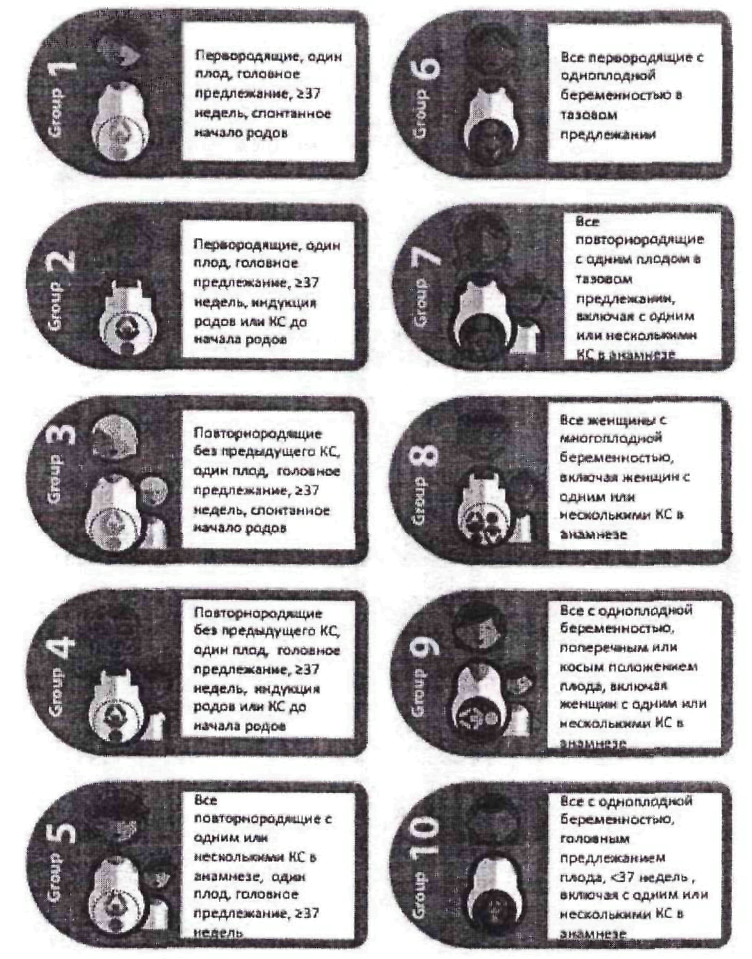 Group 1
Первородящие, один
плод, головное
предлежание, ≥37
недель, спонтанное
начало родов
Group 2
Первородящие, один
плод, головное
предлежание, ≥37
недель, индукция
родов или КС до
начала родов
Group 3
Повторнородящие
без предыдущего КС,
один плод, головное
предлежание, ≥37
недель, спонтанное
начало родов
Group 4
Повторнородящие
без предыдущего КС,
один плод, головное
предлежание, ≥37
недель, индукция
родов или КС до
начала родов
Group 5
Все
повторнородящие с
одним или
несколькими КС в
анамнезе, один
плод, головное
предлежание, ≥37
недель
Group 6
Все первородящие с
одноплодной
беременностью в
тазовом
предлежании
Group 7
Все
повторнородящие
с одним плодом в
тазовом
предлежании,
включая с одним
или несколькими
КС в анамнезе
Group 8
Все женщины с
многоплодной
беременностью,
включая женщин с
одним или
несколькими КС в
анамнезе
Group 9
Все с одноплодной
беременностью,
поперечным или
косым положением
плода, включая
женщин с одним или
несколькими КС в
анамнезе
Group 10
Все с одноплодной
беременностью,
головным
предлежанием
плода, <37 недель ,
включая с одним или
несколькими КС в
анамнезе